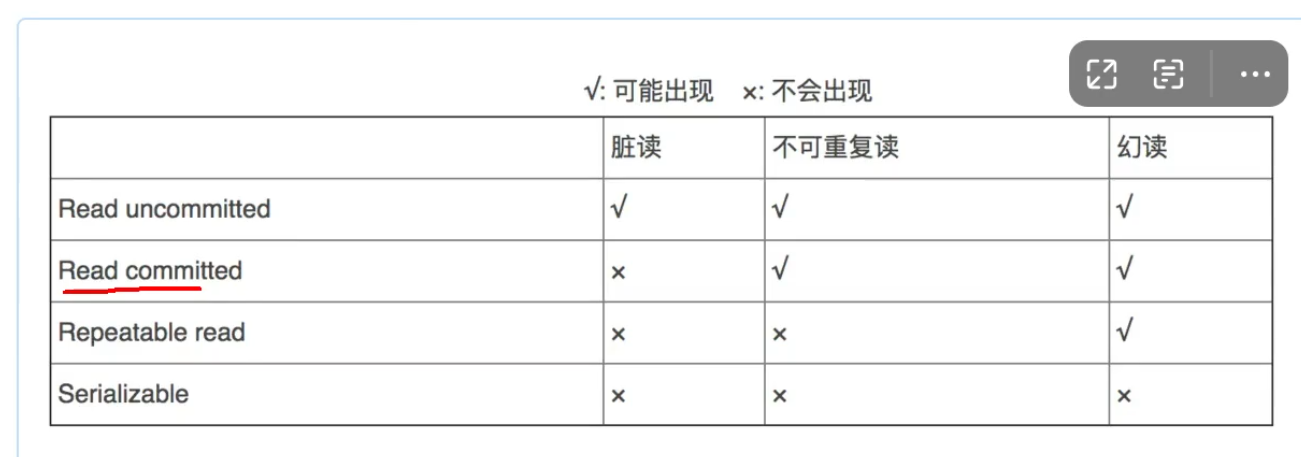 √: 可能出现 ×: 不会出现
脏读 不可重复读 幻读
Read uncommitted √ √ √
Read committed × √ √
Repeatable read × × √
Serializable × × ×